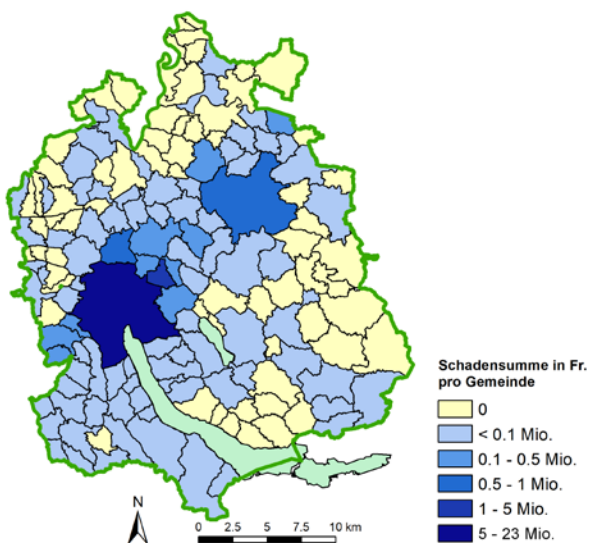 Schadensumme in Fr.
pro Gemeinde
0
< 0.1 Mio.
0.1 - 0.5 Mio.
0.5 - 1 Mio.
1 - 5 Mio.
5 - 23 Mio.
N
0 2.5 5 7.5 10 km